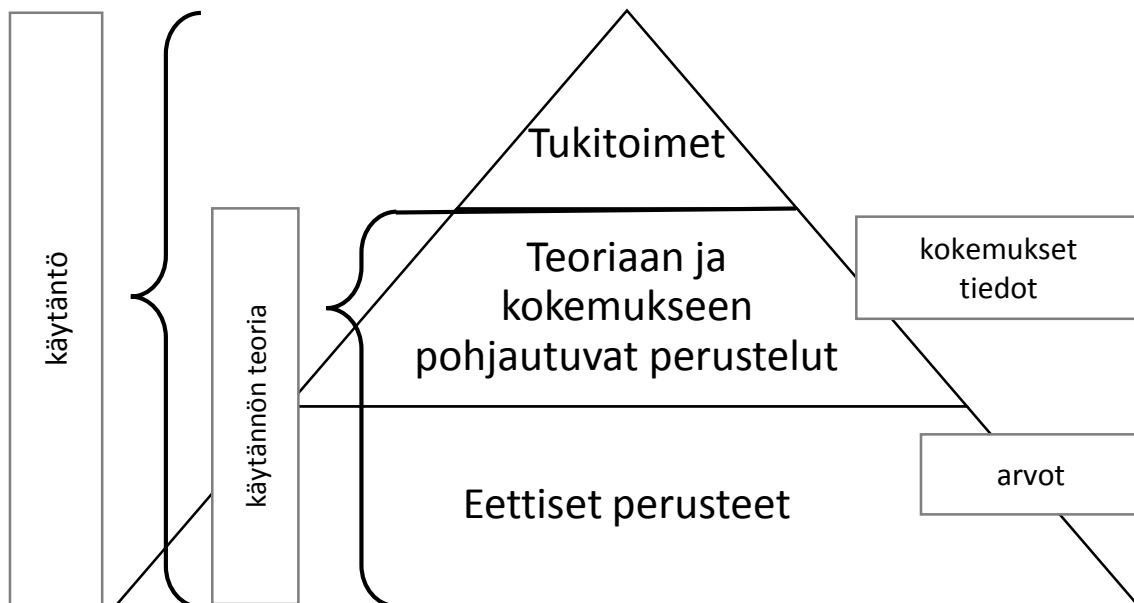 käytäntö
käytännön teoria
Tukitoimet
Teoriaan ja
kokemukseen
pohjautuvat perustelut
Eettiset perusteet
kokemukset
tiedot
arvot